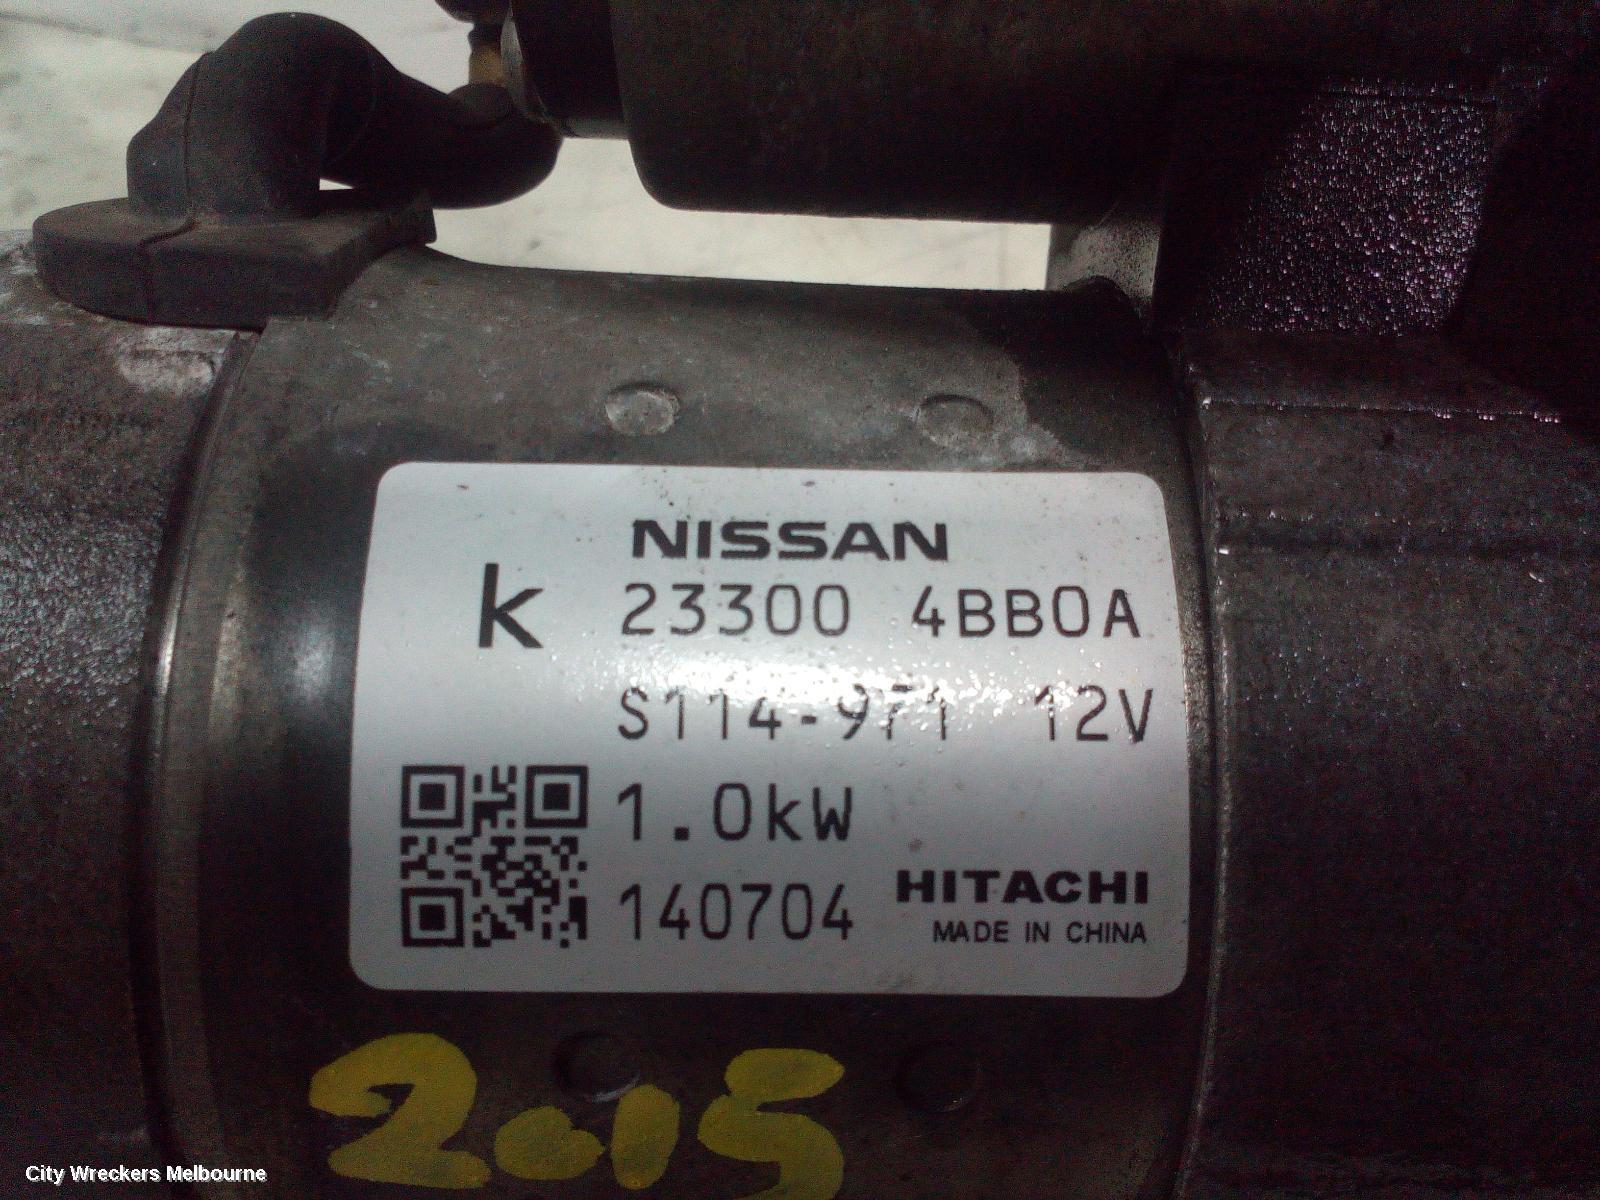 NISSAN
k 23300 4BB0A
S114-971 12V
1.0kW
140704 HITACHI
MADE IN CHINA
2015
City Wreckers Melbourne